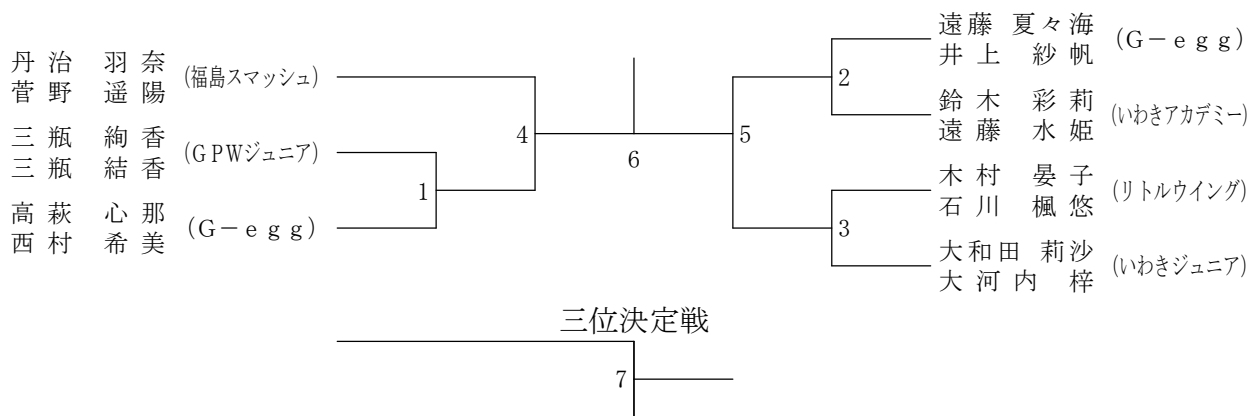 丹治 羽奈
菅野 遥陽
(福島スマッシュ)
三瓶 絢香
三瓶 結香
(GPWジュニア)
高萩 心那
西村 希美
(G-egg)
1
4
6
5
2
3
遠藤 夏々海
井上 紗帆
(G-egg)
鈴木 彩莉
遠藤 水姫
(いわきアカデミー)
木村 晏子
石川 楓悠
(リトルウイング)
大和田 莉沙
大河内 梓
(いわきジュニア)
三位決定戦
7